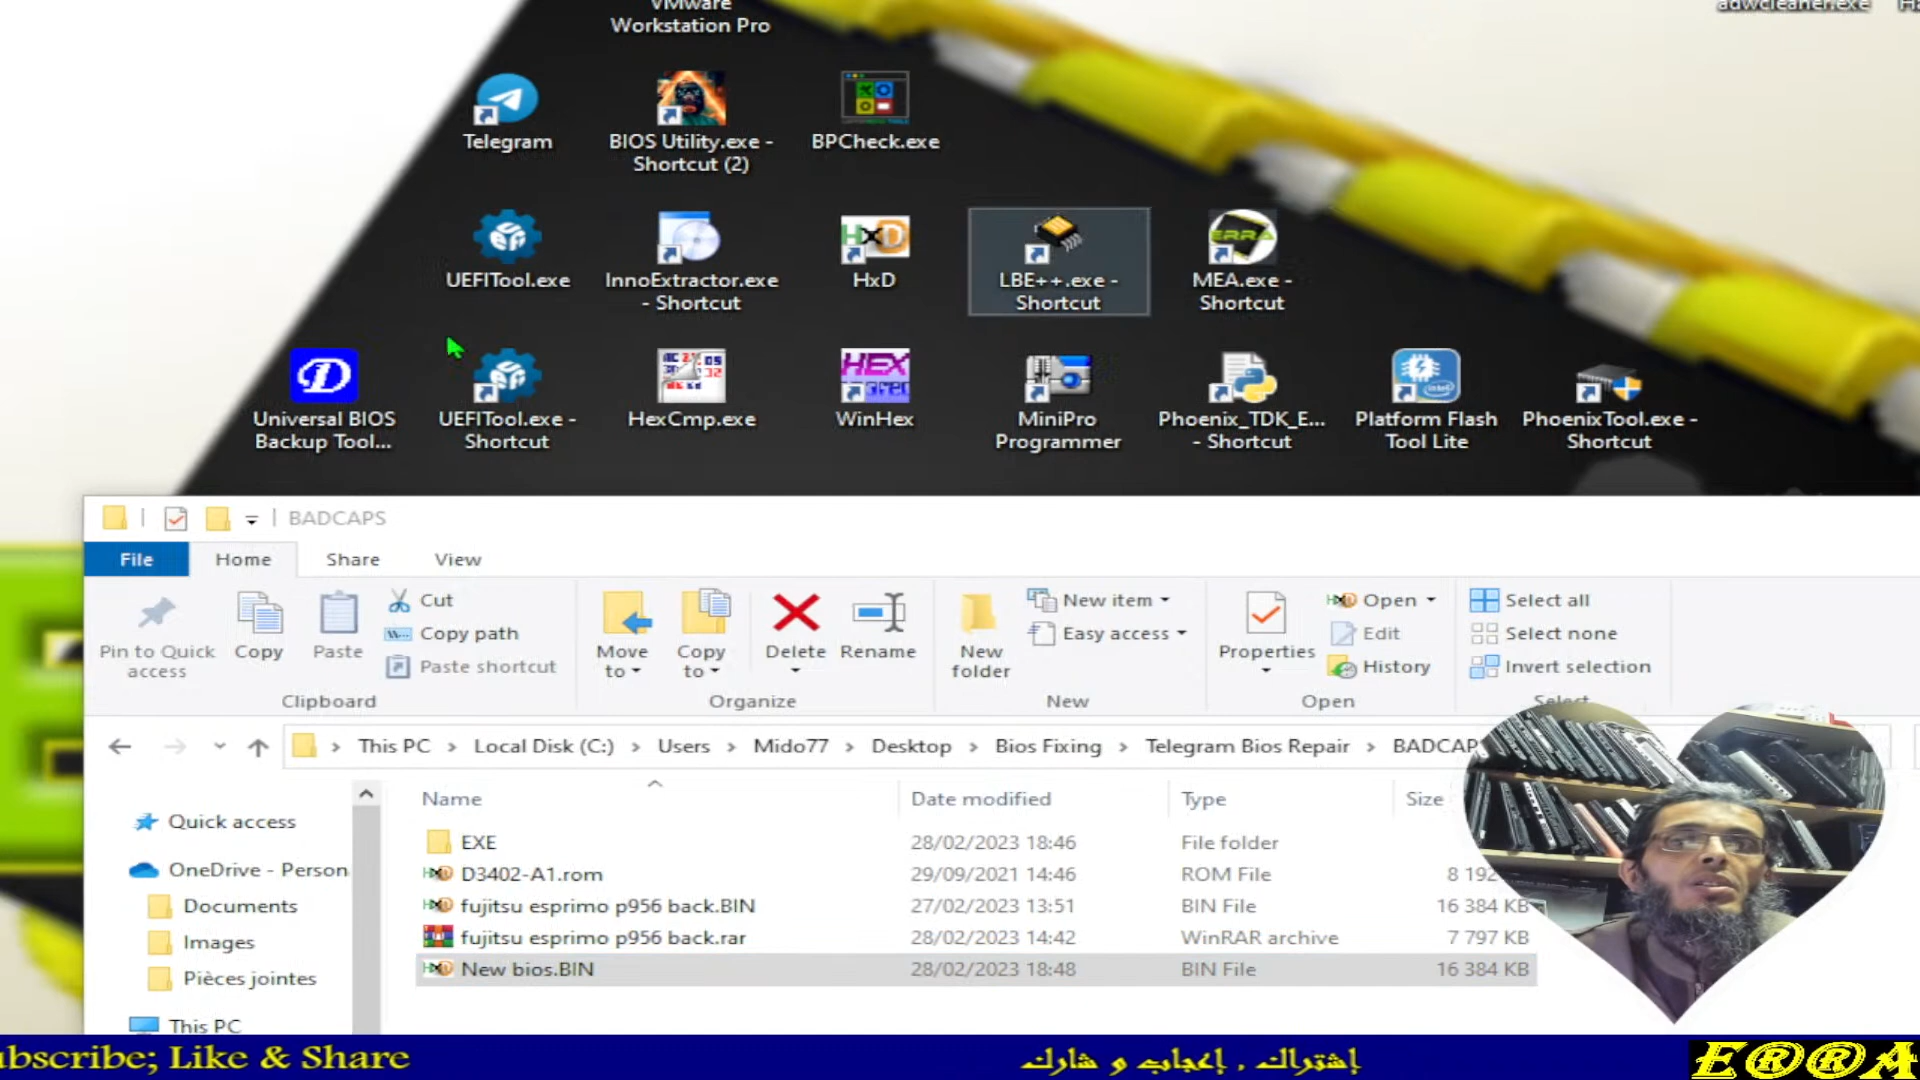 VMware
Workstation Pro
adwcleaner.exe
Telegram
BIOS Utility.exe -
Shortcut (2)
BPCheck.exe
UEFITool.exe
InnoExtractor.exe
- Shortcut
HxD
LBE++.exe -
Shortcut
ERRA
MEA.exe -
Shortcut
Universal BIOS
Backup Tool...
UEFITool.exe -
Shortcut
HexCmp.exe
HEX
WinHex
MiniPro
Programmer
Phoenix_TDK_E...
- Shortcut
Platform Flash
Tool Lite
PhoenixTool.exe -
Shortcut
BADCAPS
File
Home
Share
View
Pin to Quick
access
Copy
Paste
Cut
Copy path
Paste shortcut
Clipboard
Move
to
Copy
to
Delete
Rename
Organize
New
folder
New item
Easy access
New
Properties
Open
Edit
History
Open
Select all
Select none
Invert selection
Select
This PC > Local Disk (C:) > Users > Mido77 > Desktop > Bios Fixing > Telegram Bios Repair > BADCAP
Name Date modified Type Size
EXE 28/02/2023 18:46 File folder
D3402-A1.rom 29/09/2021 14:46 ROM File 8 192
fujitsu esprimo p956 back.BIN 27/02/2023 13:51 BIN File 16 384 KB
fujitsu esprimo p956 back.rar 28/02/2023 14:42 WinRAR archive 7 797 KB
New bios.BIN 28/02/2023 18:48 BIN File 16 384 KB
Quick access
OneDrive - Person
Documents
Images
Pièces jointes
This PC
ubscribe; Like & Share
إشتراك , إعجاب و شارك
ERRA